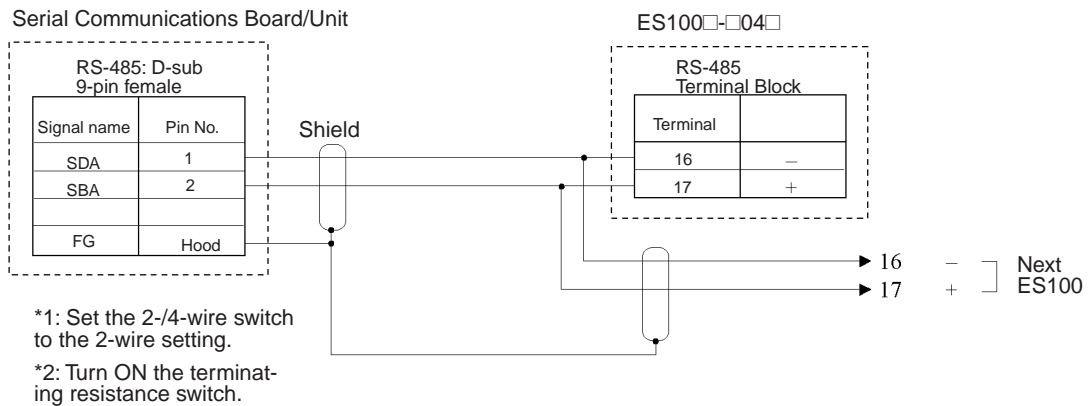 Serial Communications Board/Unit
ES100□-□04□
RS-485: D-sub
9-pin female
RS-485
Terminal Block
Signal name Pin No.
Shield
Terminal
SDA 1
16 −
SBA 2
17 +
FG Hood
16 − Next
17 + ES100
*1: Set the 2-/4-wire switch
to the 2-wire setting.
*2: Turn ON the terminat-
ing resistance switch.